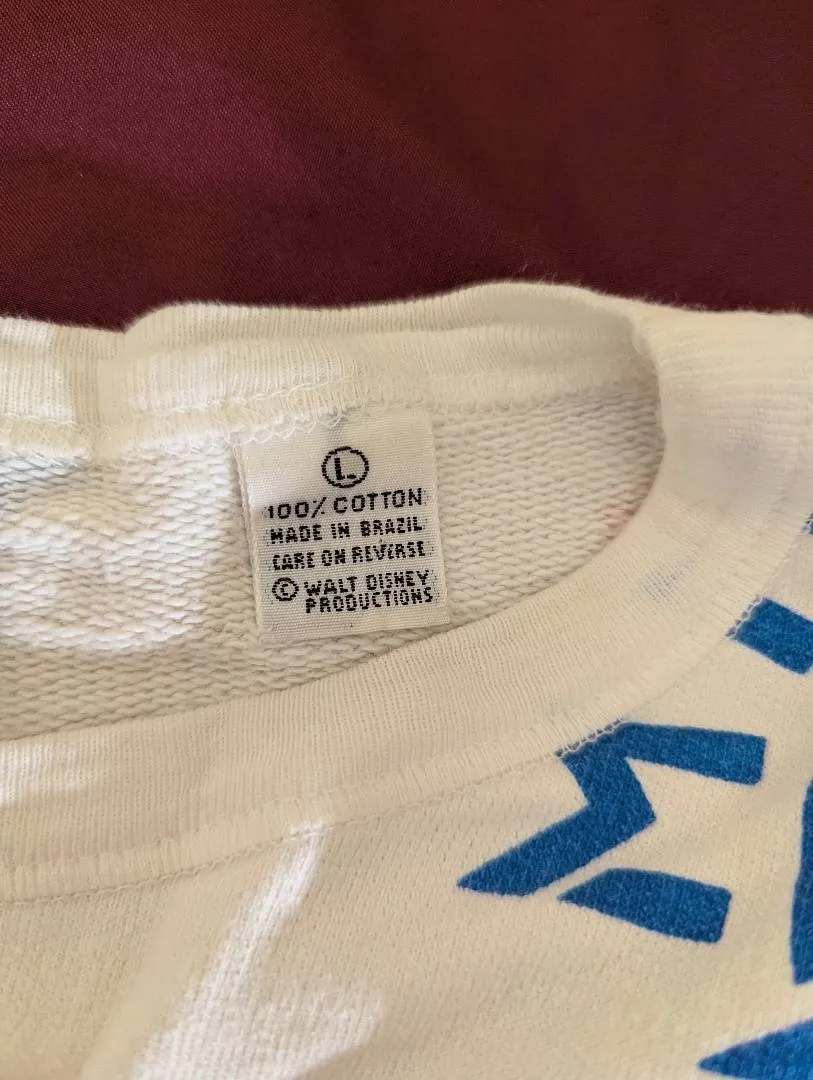 L
100% COTTON
MADE IN BRAZIL
CARE ON REVERSE
© WALT DISNEY
PRODUCTIONS